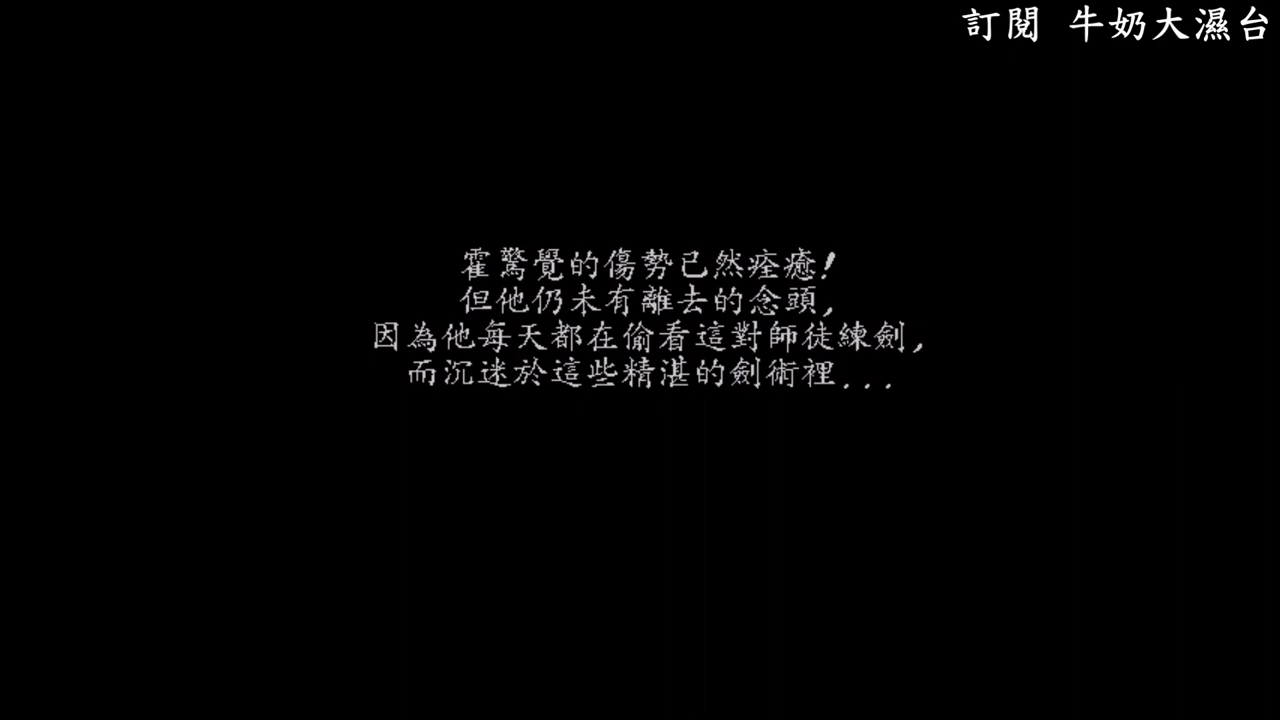 訂閱 牛奶大濕台
霍驚覺的傷勢已然痊癒!
但他仍未有離去的念頭,
因為他每天都在偷看這對師徒練劍,
而沉迷於這些精湛的劍術裡...